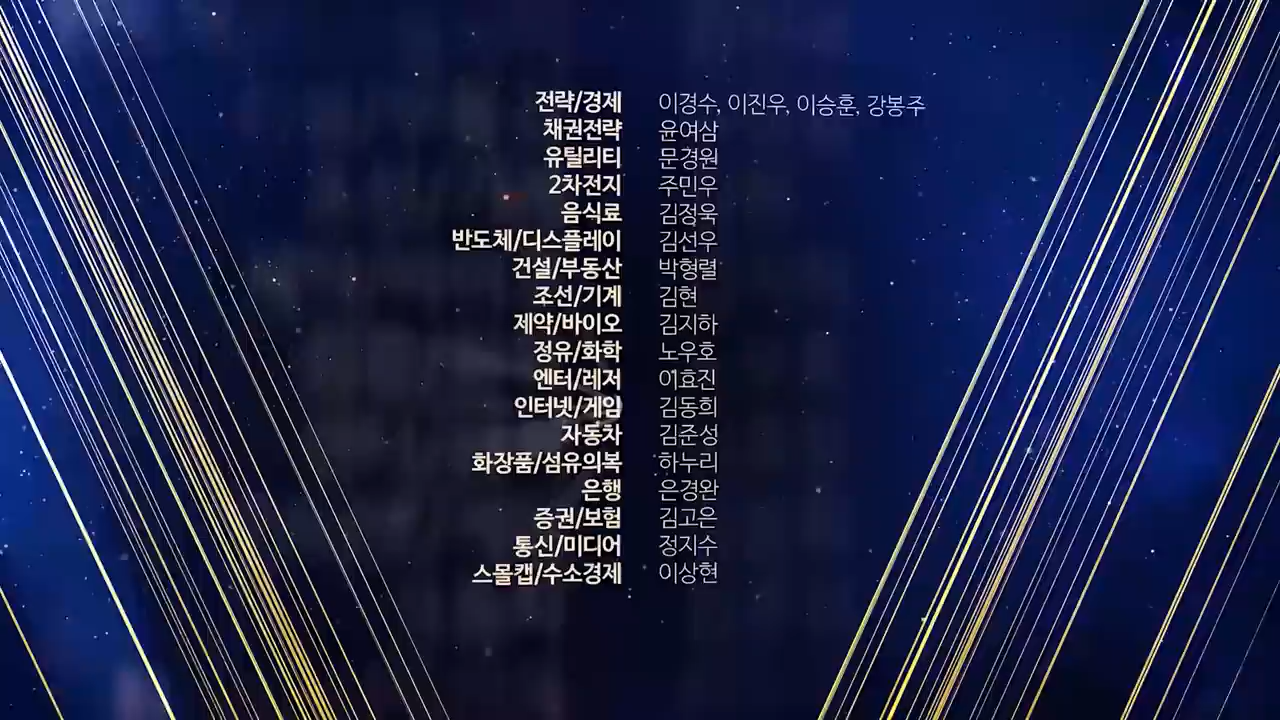 전략/경제 이경수, 이진우, 이승훈, 강봉주
채권전략 윤여삼
유틸리티 문경원
2차전지 주민우
음식료 김정욱
반도체/디스플레이 김선우
건설/부동산 박형렬
조선/기계 김현
제약/바이오 김지하
정유/화학 노우호
엔터/레저 이효진
인터넷/게임 김동희
자동차 김준성
화장품/섬유의복 하누리
은행 은경완
증권/보험 김고은
통신/미디어 정지수
스몰캡/수소경제 이상현